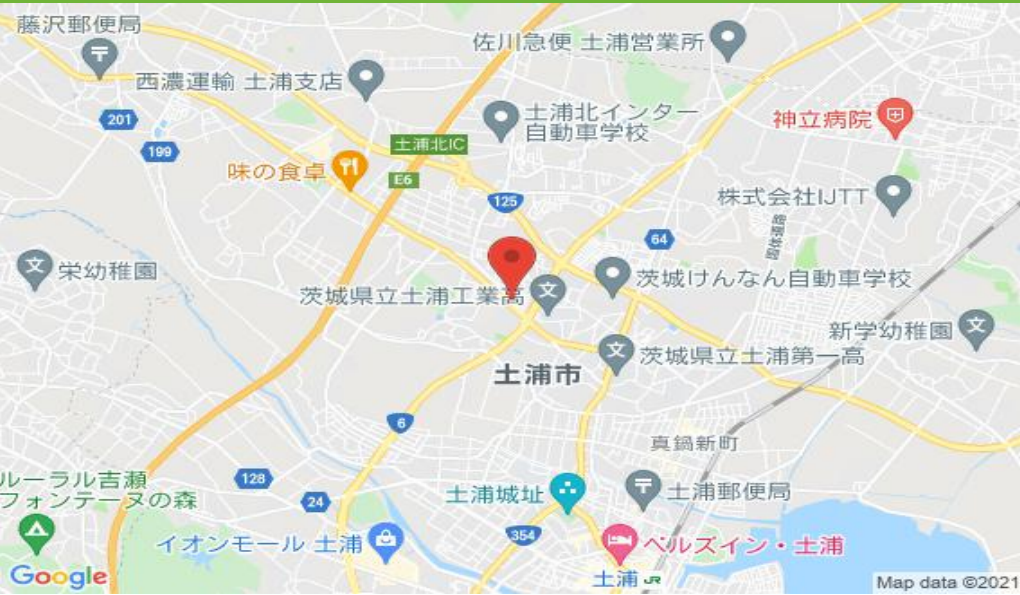 藤沢郵便局
佐川急便 土浦営業所
西濃運輸 土浦支店
土浦北インター
自動車学校
神立病院
201
土浦北IC
199
味の食卓
E6
125
株式会社IJTT
64
栄幼稚園
茨城けんなん自動車学校
茨城県立土浦工業高
新学幼稚園
茨城県立土浦第一高
土浦市
6
真鍋新町
ルーラル吉瀬
フォンテーヌの森
128
24
土浦城址
土浦郵便局
354
イオンモール 土浦
ベルズイン・土浦
Google
土浦 JR
Map data ©2021